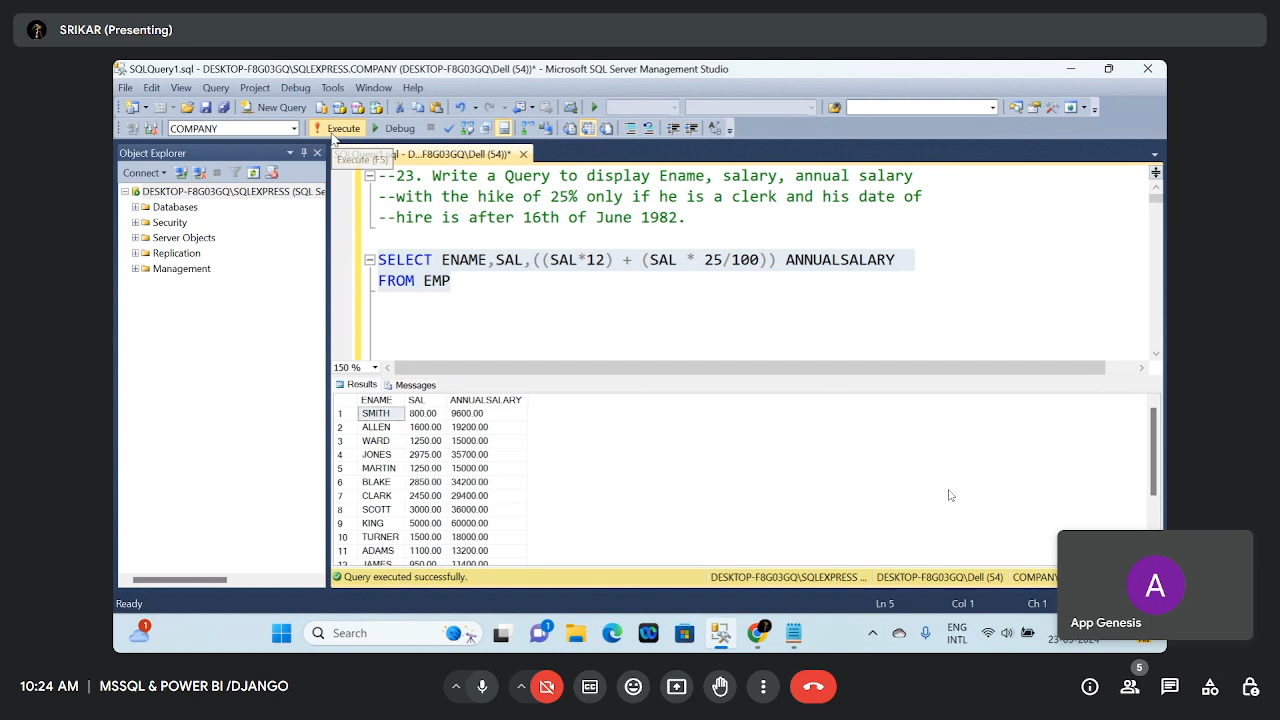 SRIKAR (Presenting)
SQLQuery1.sql - DESKTOP-F8G03GQ\SQLEXPRESS.COMPANY (DESKTOP-F8G03GQ\Dell (54))* - Microsoft SQL Server Management Studio
File Edit View Query Project Debug Tools Window Help
New Query
COMPANY Execute Debug
Object Explorer
D...F8G03GQ\Dell (54))*
Execute (F5)
Connect
DESKTOP-F8G03GQ\SQLEXPRESS (SQL Se
Databases
Security
Server Objects
Replication
Management
--23. Write a Query to display Ename, salary, annual salary
--with the hike of 25% only if he is a clerk and his date of
--hire is after 16th of June 1982.
SELECT ENAME,SAL,((SAL*12) + (SAL * 25/100)) ANNUALSALARY
FROM EMP
150 %
Results Messages
ENAME SAL ANNUALSALARY
1 SMITH 800.00 9600.00
2 ALLEN 1600.00 19200.00
3 WARD 1250.00 15000.00
4 JONES 2975.00 35700.00
5 MARTIN 1250.00 15000.00
6 BLAKE 2850.00 34200.00
7 CLARK 2450.00 29400.00
8 SCOTT 3000.00 36000.00
9 KING 5000.00 60000.00
10 TURNER 1500.00 18000.00
11 ADAMS 1100.00 13200.00
12 JAMES 950.00 11400.00
Query executed successfully. DESKTOP-F8G03GQ\SQLEXPRESS ... DESKTOP-F8G03GQ\Dell (54) COMPANY
Ready Ln 5 Col 1 Ch 1
1 Search 1 ENG
INTL
A
App Genesis
10:24 AM | MSSQL & POWER BI /DJANGO
5